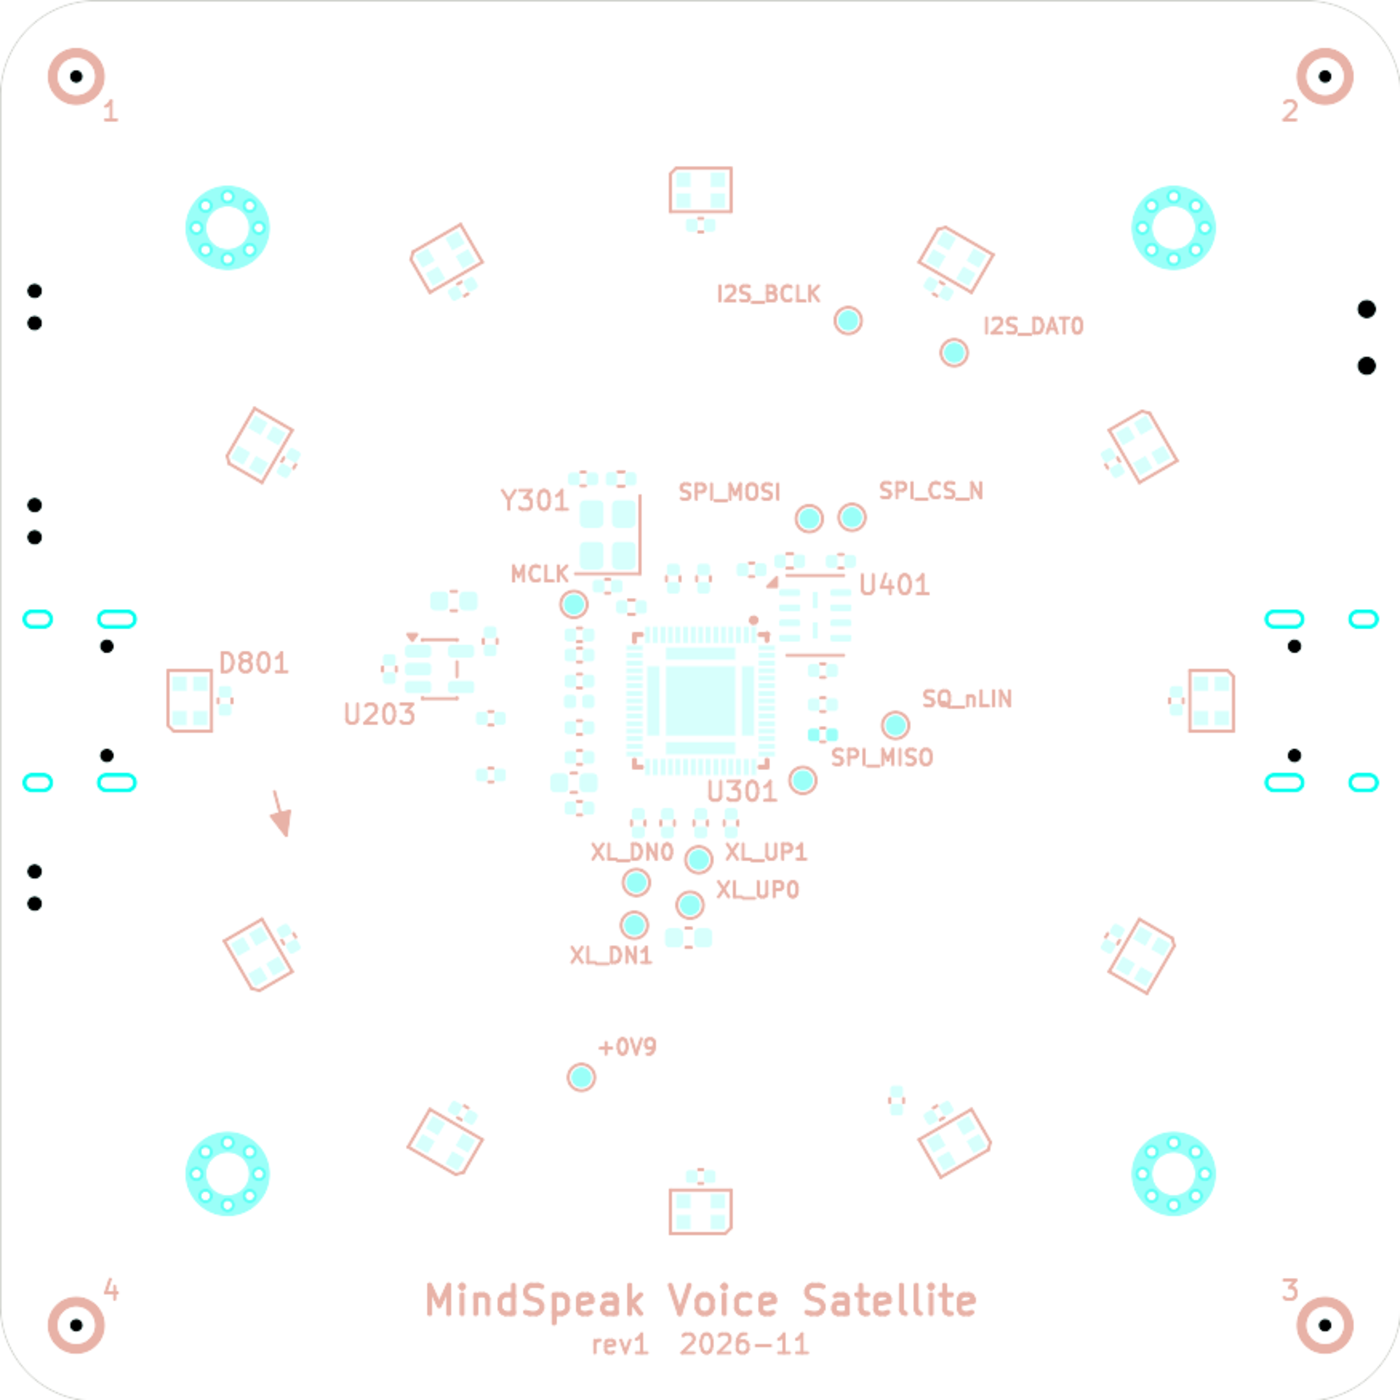 1
2
I2S_BCLK
I2S_DAT0
Y301
SPI_MOSI
SPI_CS_N
MCLK
U401
D801
U203
SQ_nLIN
SPI_MISO
U301
XL_DN0
XL_UP1
XL_UP0
XL_DN1
+0V9
4
3
MindSpeak Voice Satellite
rev1 2026-11